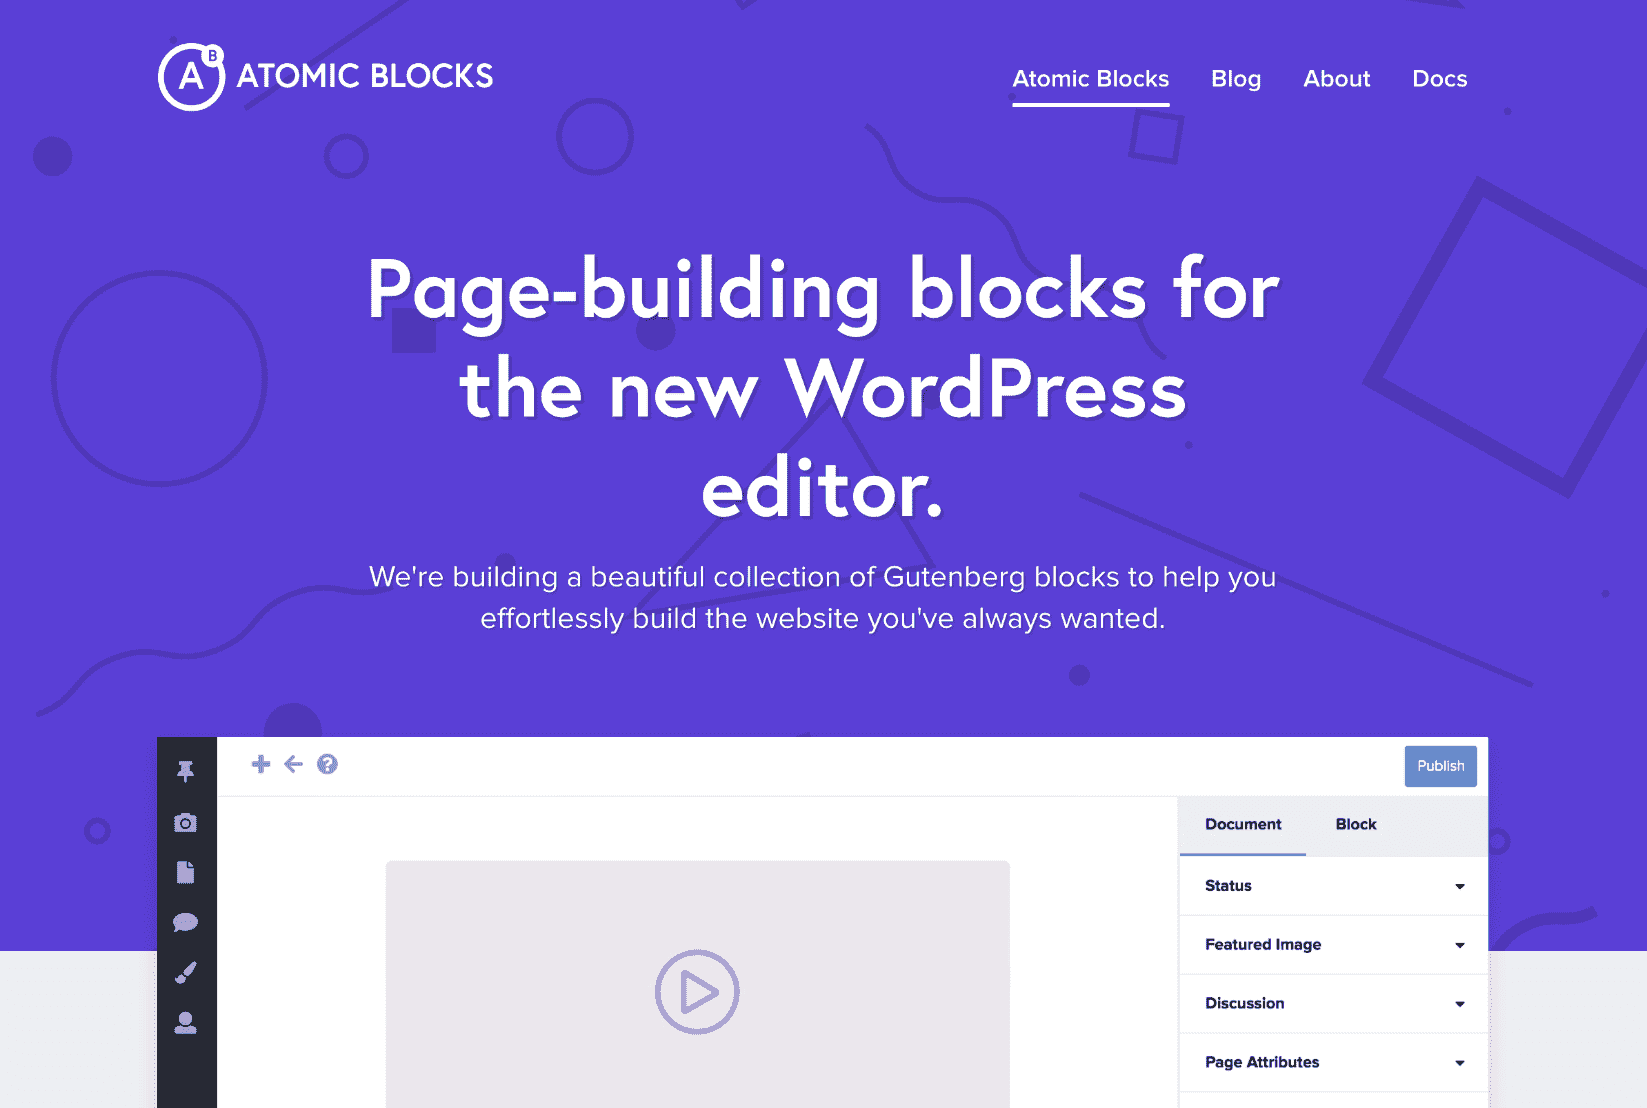 A B ATOMIC BLOCKS
Atomic Blocks Blog About Docs
Page-building blocks for
the new WordPress
editor.
We're building a beautiful collection of Gutenberg blocks to help you
effortlessly build the website you've always wanted.
?
Publish
Document Block
Status
Featured Image
Discussion
Page Attributes